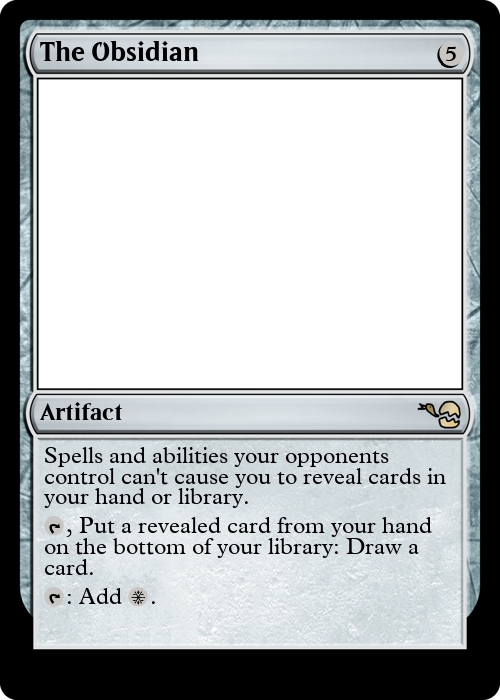 The Obsidian 5
Artifact
Spells and abilities your opponents
control can't cause you to reveal cards in
your hand or library.
, Put a revealed card from your hand
on the bottom of your library: Draw a
card.
: Add .